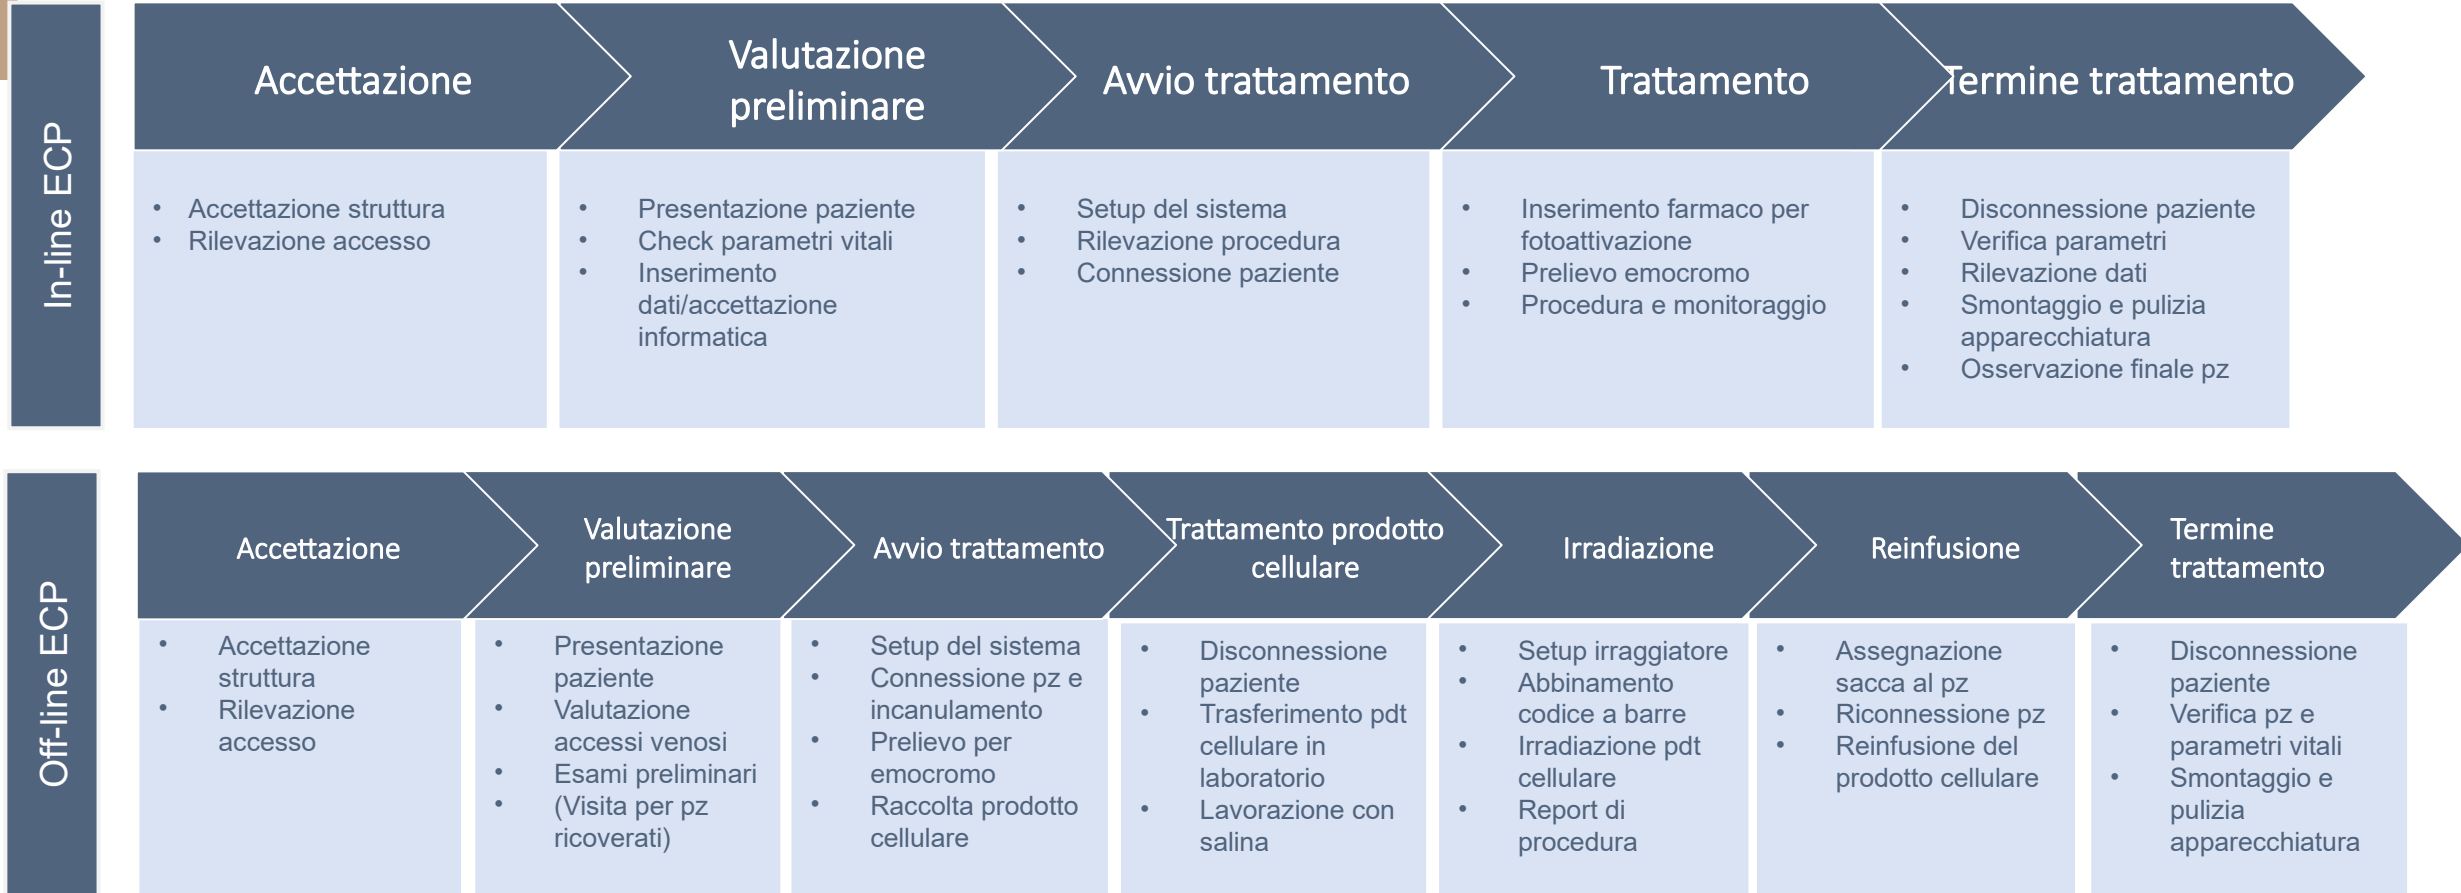 In-line ECP
Accettazione
Valutazione
preliminare
Avvio trattamento
Trattamento
Termine trattamento
• Accettazione struttura
• Rilevazione accesso
• Presentazione paziente
• Check parametri vitali
• Inserimento
dati/accettazione
informatica
• Setup del sistema
• Rilevazione procedura
• Connessione paziente
• Inserimento farmaco per
fotoattivazione
• Prelievo emocromo
• Procedura e monitoraggio
• Disconnessione paziente
• Verifica parametri
• Rilevazione dati
• Smontaggio e pulizia
apparecchiatura
• Osservazione finale pz
Off-line ECP
Accettazione
Valutazione
preliminare
Avvio trattamento
Trattamento prodotto
cellulare
Irradiazione
Reinfusione
Termine
trattamento
• Accettazione
struttura
• Rilevazione
accesso
• Presentazione
paziente
• Valutazione
accessi venosi
• Esami preliminari
• (Visita per pz
ricoverati)
• Setup del sistema
• Connessione pz e
incanulamento
• Prelievo per
emocromo
• Raccolta prodotto
cellulare
• Disconnessione
paziente
• Trasferimento pdt
cellulare in
laboratorio
• Lavorazione con
salina
• Setup irraggiatore
• Abbinamento
codice a barre
• Irradiazione pdt
cellulare
• Report di
procedura
• Assegnazione
sacca al pz
• Riconnessione pz
• Reinfusione del
prodotto cellulare
• Disconnessione
paziente
• Verifica pz e
parametri vitali
• Smontaggio e
pulizia
apparecchiatura